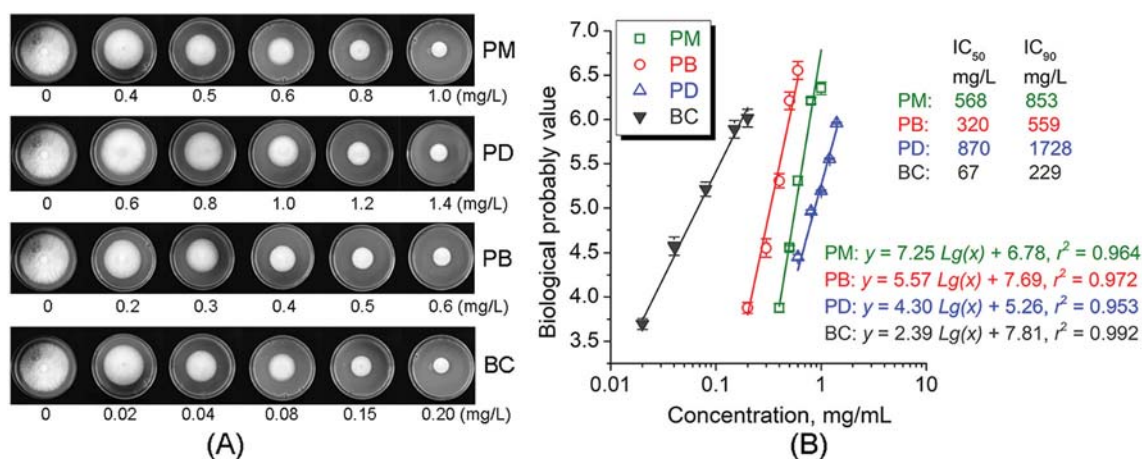 PM
0 0.4 0.5 0.6 0.8 1.0 (mg/L)
PD
0 0.6 0.8 1.0 1.2 1.4 (mg/L)
PB
0 0.2 0.3 0.4 0.5 0.6 (mg/L)
BC
0 0.02 0.04 0.08 0.15 0.20 (mg/L)
(A)
Biological probably value
6.5
6.0
5.5
5.0
4.5
4.0
3.5
PM
PB
PD
BC
IC50 IC90
mg/L mg/L
PM: 568 853
PB: 320 559
PD: 870 1728
BC: 67 229
PM: y = 7.25 Lg(x) + 6.78, r² = 0.964
PB: y = 5.57 Lg(x) + 7.69, r² = 0.972
PD: y = 4.30 Lg(x) + 5.26, r² = 0.953
BC: y = 2.39 Lg(x) + 7.81, r² = 0.992
0.01 0.1 1 10
Concentration, mg/mL
(B)